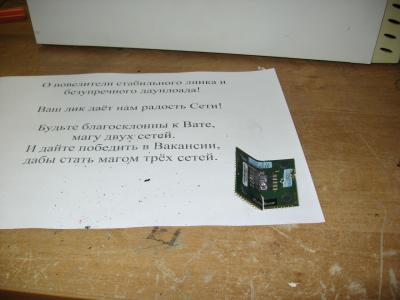 О повелители стабильного линка и
безупречного даунлоада!
Ваш лик даёт нам радость Сети!
Будьте благосклонны к Вате,
магу двух сетей.
И дайте победить в Вакансии,
дабы стать магом трёх сетей.